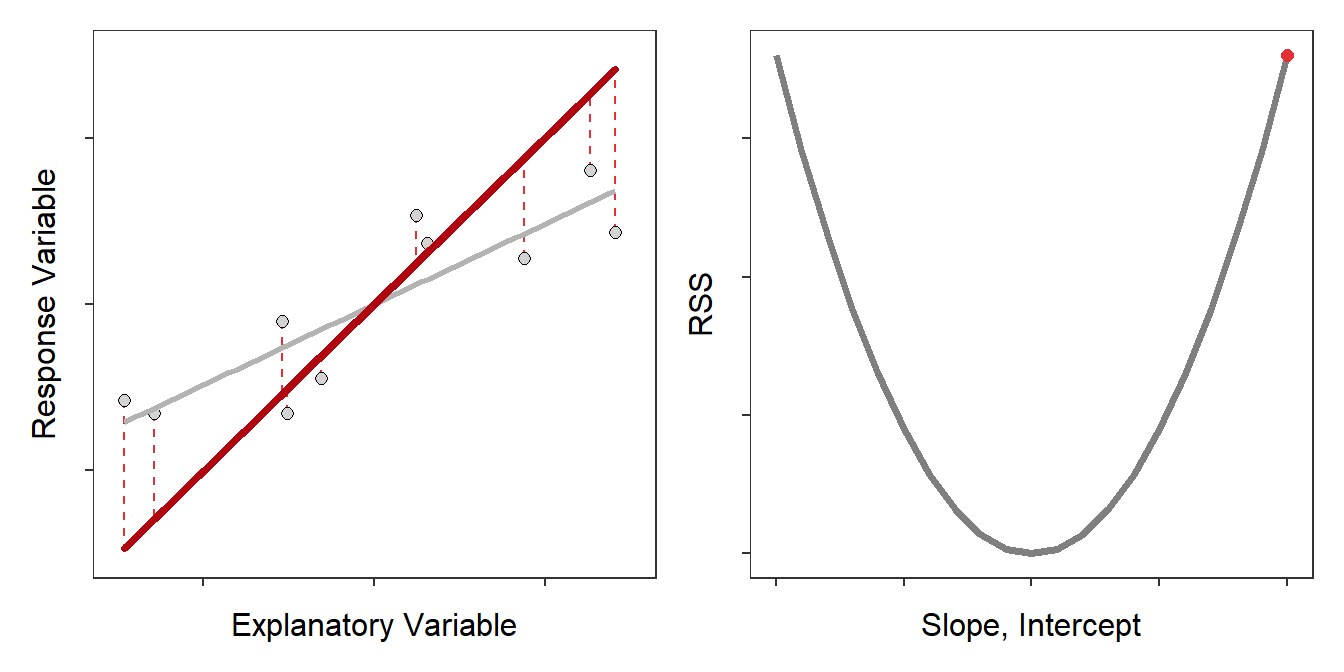 Response Variable
Explanatory Variable
RSS
Slope, Intercept